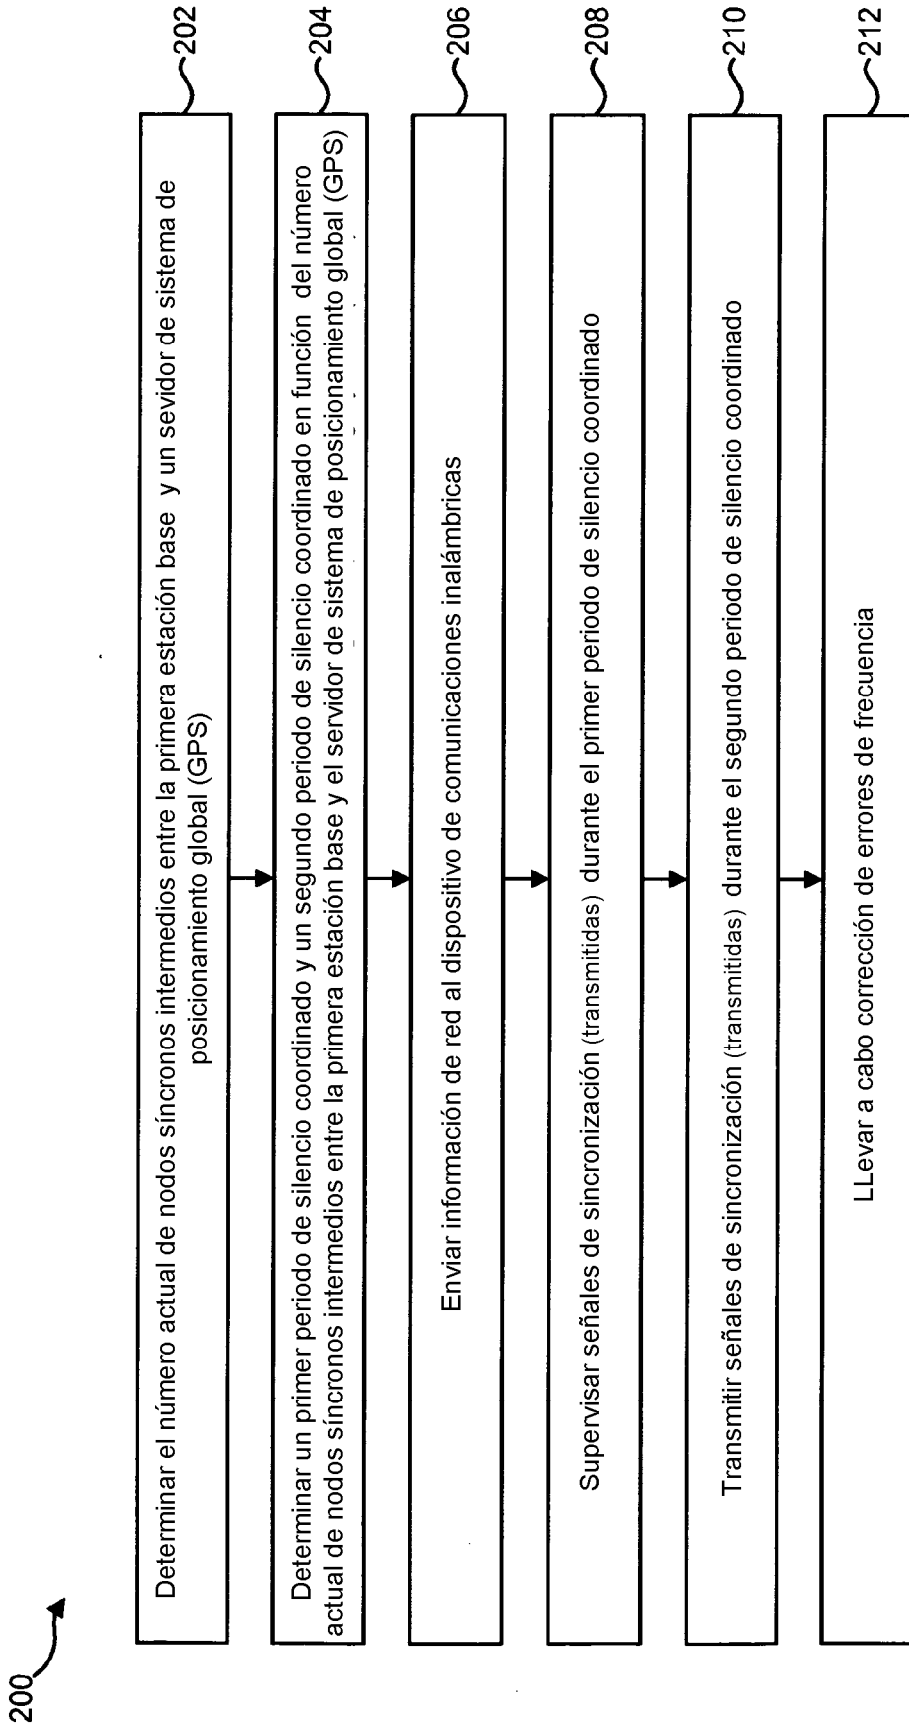 200
Determinar el número actual de nodos síncronos intermedios entre la primera estación base y un sevidor de sistema de
posicionamiento global (GPS)
202
Determinar un primer periodo de silencio coordinado y un segundo periodo de silencio coordinado en función del número
actual de nodos síncronos intermedios entre la primera estación base y el servidor de sistema de posicionamiento global (GPS)
204
Enviar información de red al dispositivo de comunicaciones inalámbricas
206
Supervisar señales de sincronización (transmitidas) durante el primer periodo de silencio coordinado
208
Transmitir señales de sincronización (transmitidas) durante el segundo periodo de silencio coordinado
210
LLevar a cabo corrección de errores de frecuencia
212